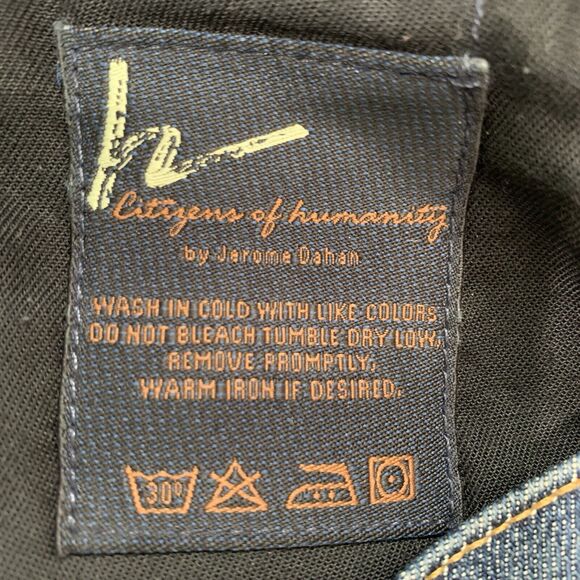 h
Citizens of humanity
by Jerome Dahan
WASH IN COLD WITH LIKE COLORS
DO NOT BLEACH TUMBLE DRY LOW,
REMOVE PROMPTLY,
WARM IRON IF DESIRED.
30°